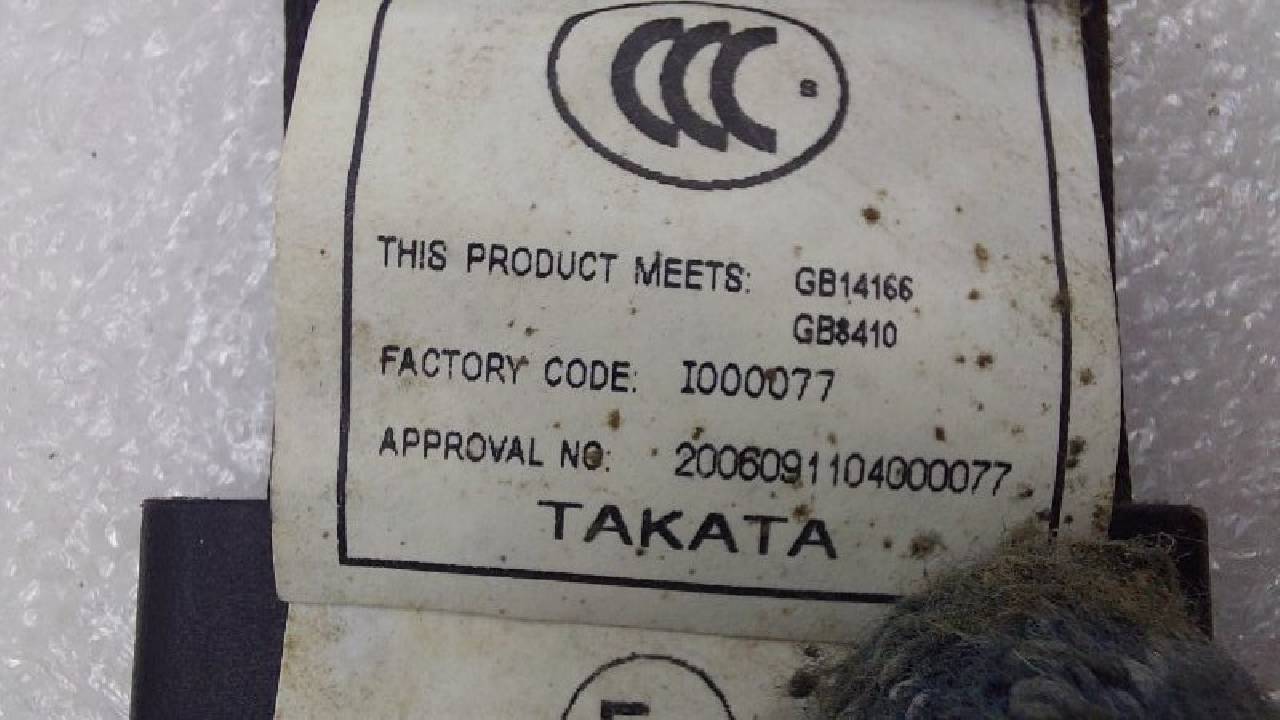 CCC S
THIS PRODUCT MEETS: GB14166
GB8410
FACTORY CODE: I000077
APPROVAL NO: 2006091104000077
TAKATA
E